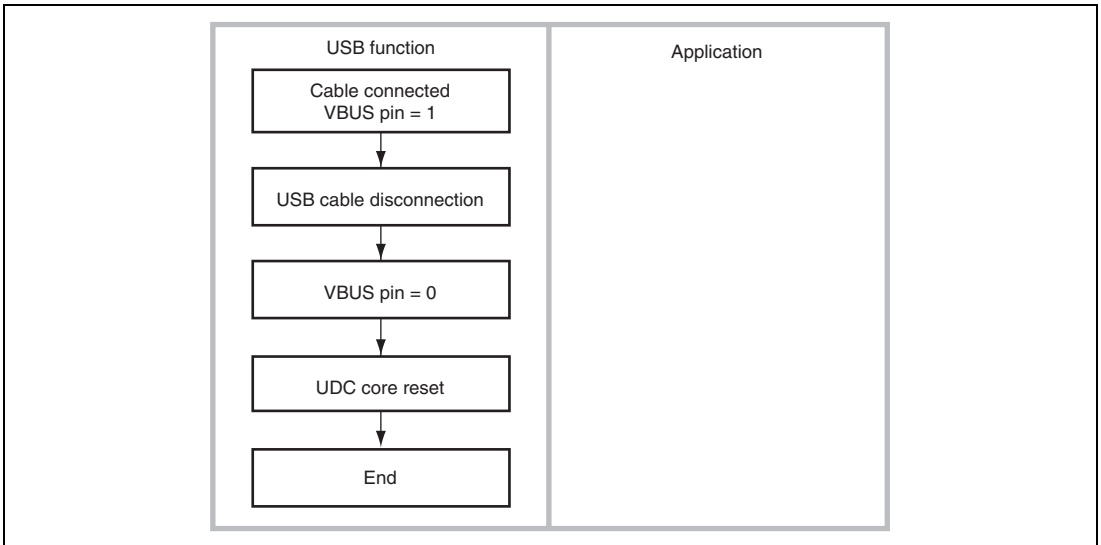 USB function
Application
Cable connected
VBUS pin = 1
USB cable disconnection
VBUS pin = 0
UDC core reset
End